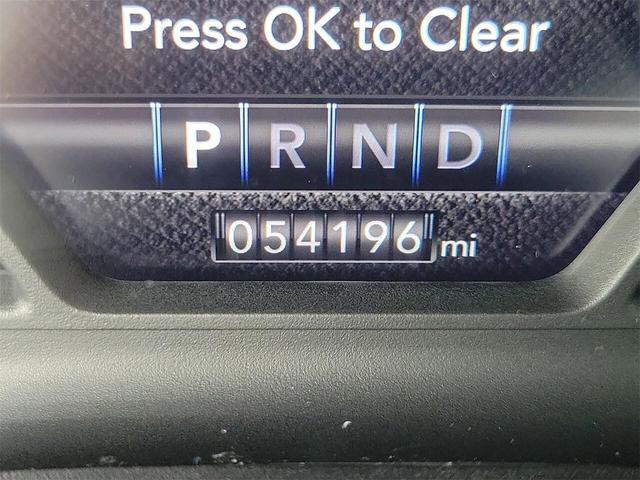 Press OK to Clear
P R N D
054196 mi